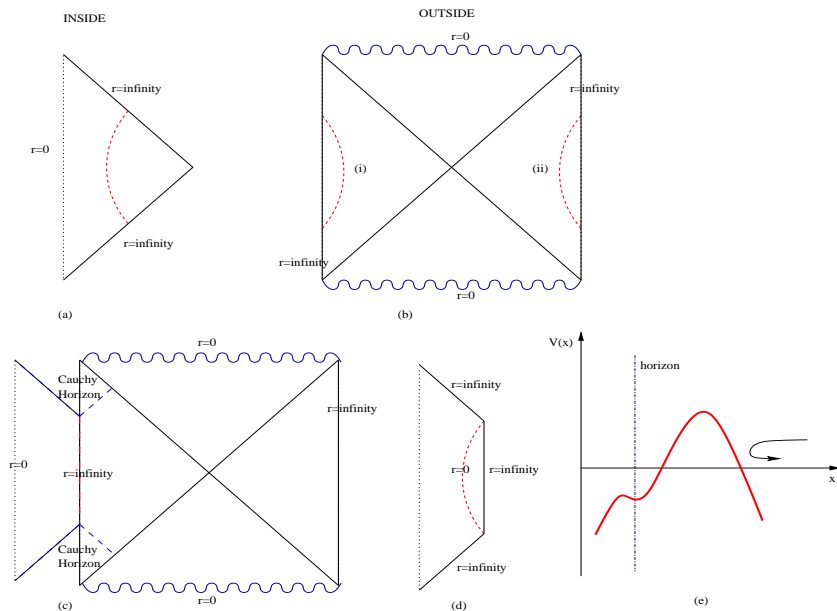 INSIDE
OUTSIDE
r=0
r=infinity
r=infinity
r=0
(i)
(ii)
r=infinity
r=infinity
r=0
(a)
(b)
r=0
Cauchy
Horizon
r=0
r=infinity
r=infinity
Cauchy
Horizon
r=0
(c)
r=infinity
r=0
r=infinity
r=infinity
(d)
V(x)
horizon
x
(e)